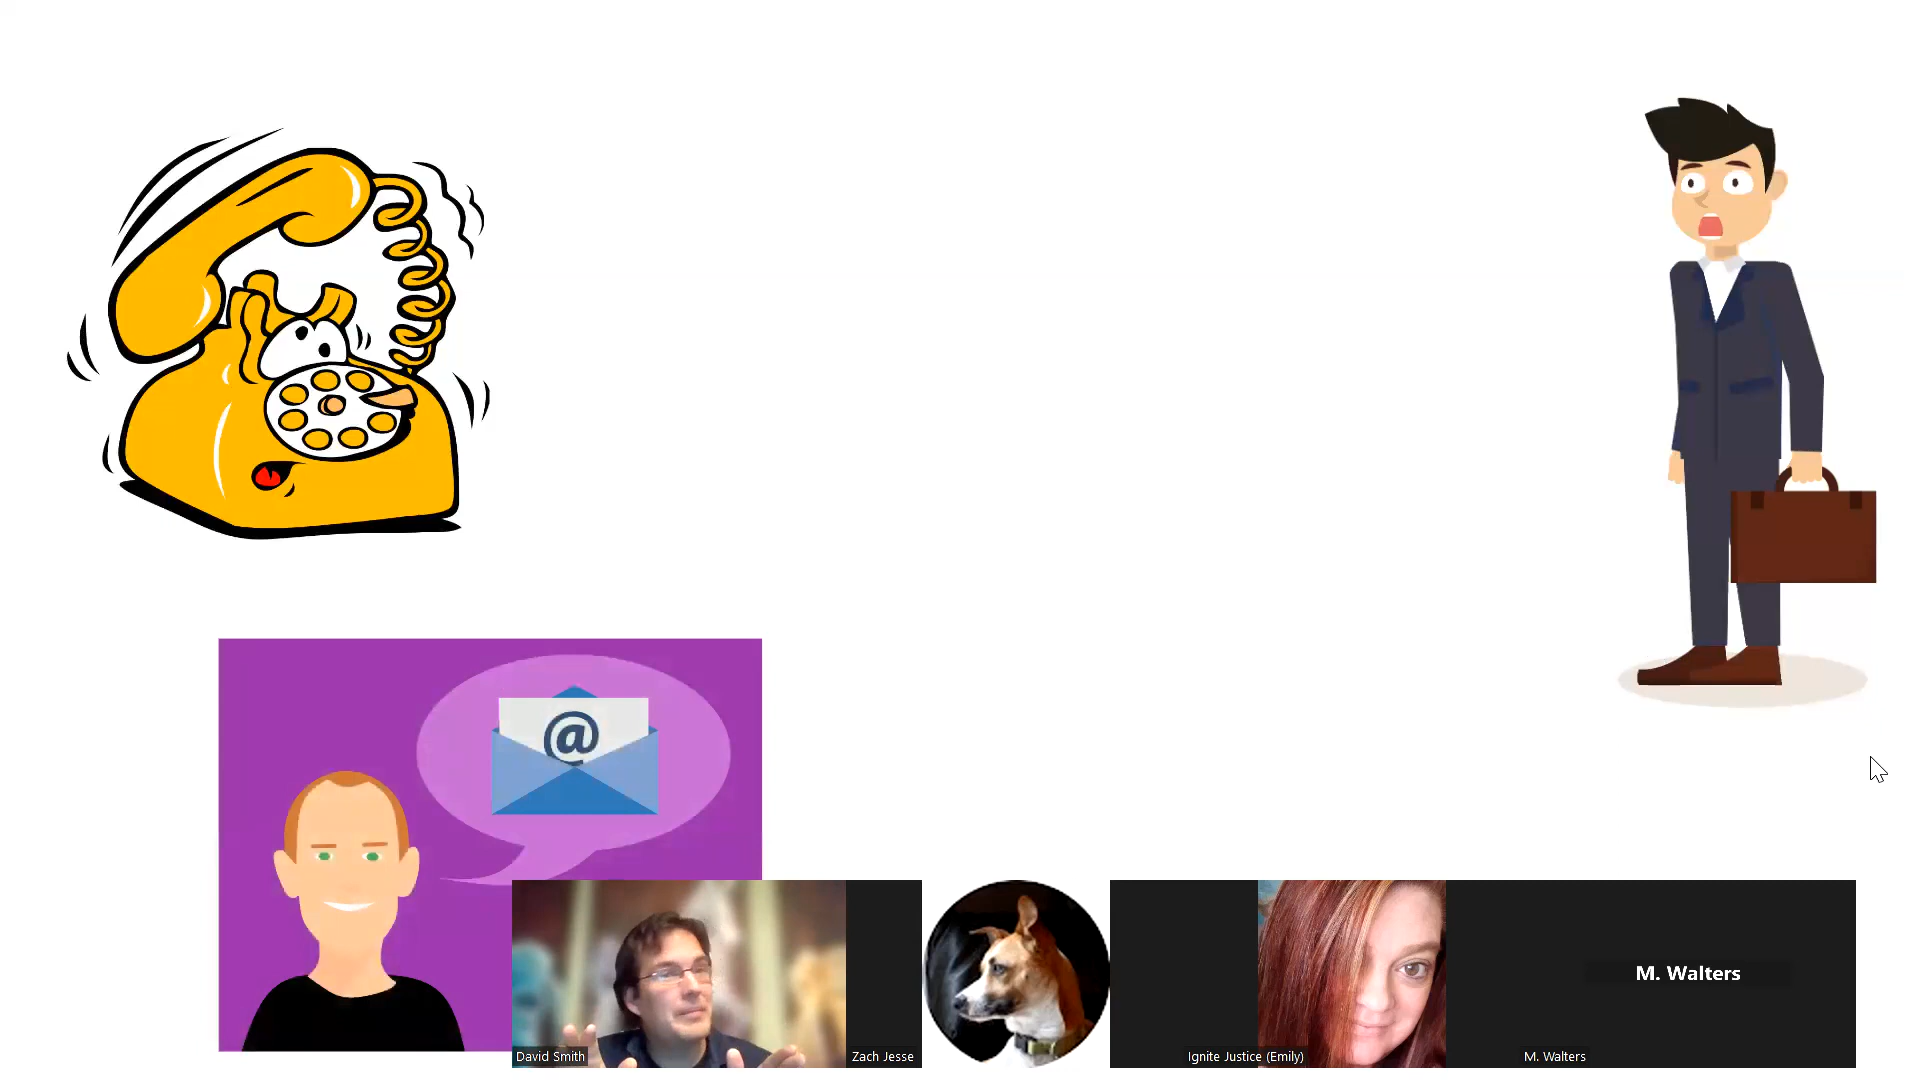 @
M. Walters
David Smith
Zach Jesse
Ignite Justice (Emily)
M. Walters